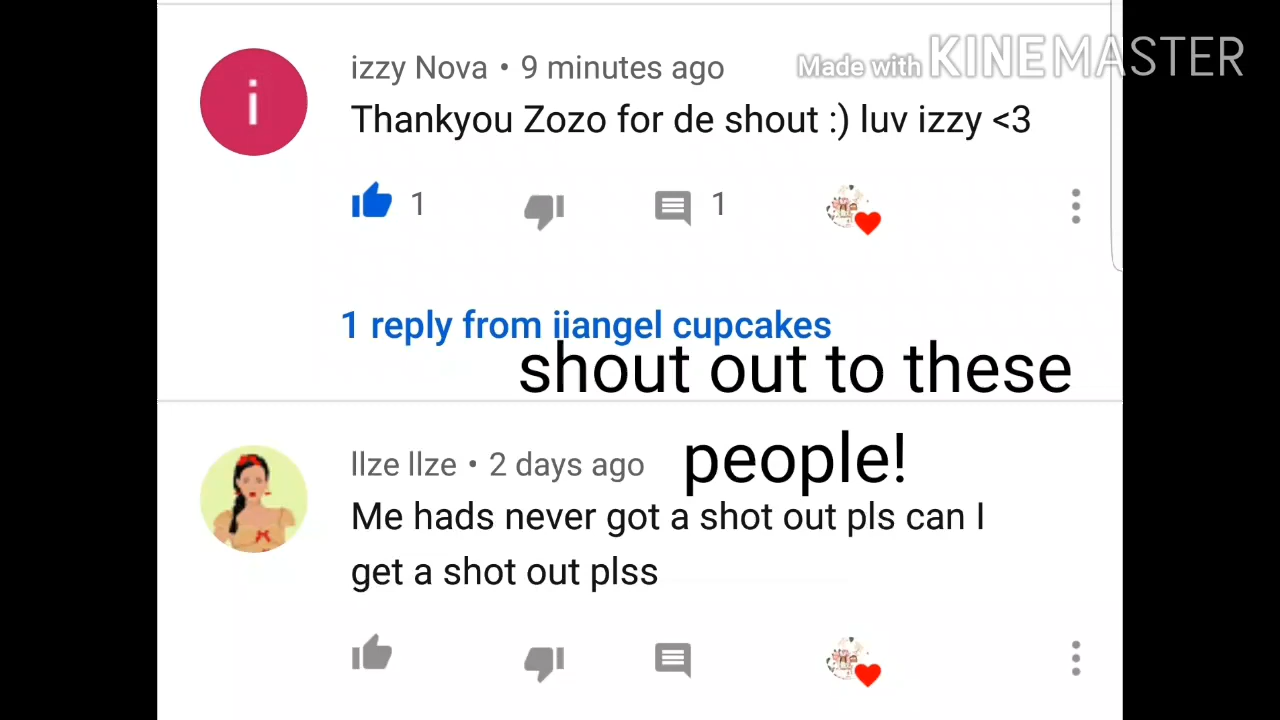 Made with KINEMASTER
i
izzy Nova • 9 minutes ago
Thankyou Zozo for de shout :) luv izzy <3
1 1
1 reply from iiangel cupcakes
shout out to these
people!
llze llze • 2 days ago
Me hads never got a shot out pls can I
get a shot out plss